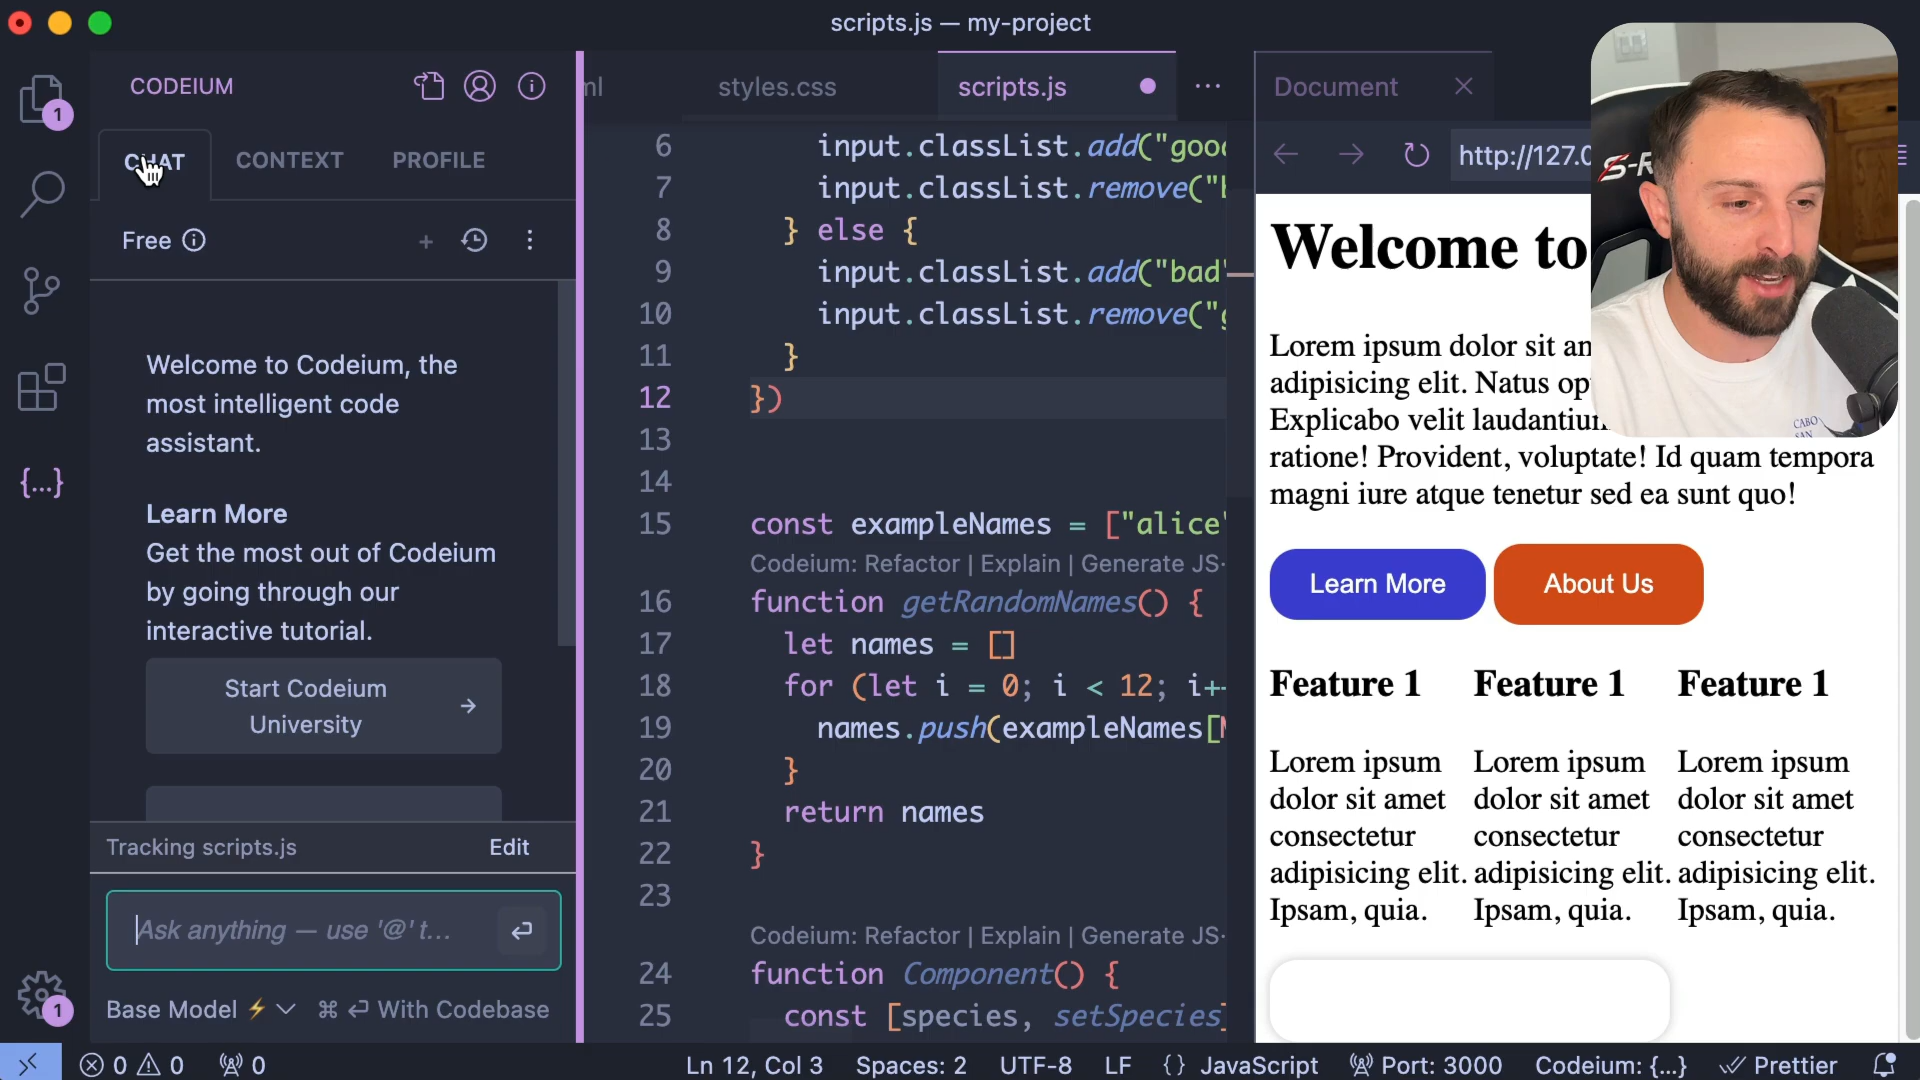 scripts.js — my-project
CODEIUM
CHAT CONTEXT PROFILE
Free
Welcome to Codeium, the
most intelligent code
assistant.
Learn More
Get the most out of Codeium
by going through our
interactive tutorial.
Start Codeium
University
Tracking scripts.js Edit
Ask anything — use '@' t…
Base Model ⚡ ⌘ ⏎ With Codebase
ml styles.css scripts.js
6 input.classList.add("good
7 input.classList.remove("b
8 } else {
9 input.classList.add("bad"
10 input.classList.remove("g
11 }
12 })
13
14
15 const exampleNames = ["alice"
Codeium: Refactor | Explain | Generate JS-
16 function getRandomNames() {
17 let names = []
18 for (let i = 0; i < 12; i+
19 names.push(exampleNames[M
20 }
21 return names
22 }
23
Codeium: Refactor | Explain | Generate JS-
24 function Component() {
25 const [species, setSpecies]
Document
http://127.0
Welcome to
Lorem ipsum dolor sit am
adipisicing elit. Natus op
Explicabo velit laudantium
ratione! Provident, voluptate! Id quam tempora
magni iure atque tenetur sed ea sunt quo!
Learn More About Us
Feature 1 Feature 1 Feature 1
Lorem ipsum
dolor sit amet
consectetur
adipisicing elit.
Ipsam, quia.
Lorem ipsum
dolor sit amet
consectetur
adipisicing elit.
Ipsam, quia.
Lorem ipsum
dolor sit amet
consectetur
adipisicing elit.
Ipsam, quia.
S-R
CABO
SAN
1
1
0 0 0 Ln 12, Col 3 Spaces: 2 UTF-8 LF {} JavaScript Port: 3000 Codeium: {...} Prettier